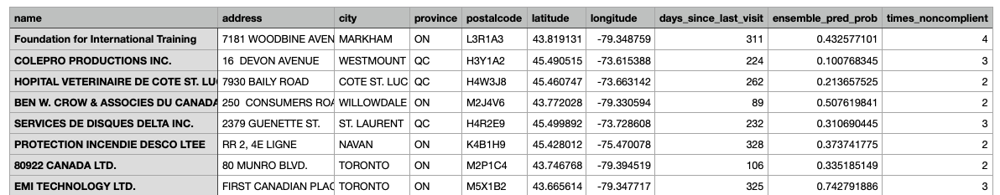 name address city province postalcode latitude longitude days_since_last_visit ensemble_pred_prob times_noncomplient
Foundation for International Training 7181 WOODBINE AVEN MARKHAM ON L3R1A3 43.819131 -79.348759 311 0.432577101 4
COLEPRO PRODUCTIONS INC. 16 DEVON AVENUE WESTMOUNT QC H3Y1A2 45.490515 -73.615388 224 0.100768345 3
HOPITAL VETERINAIRE DE COTE ST. LU 7930 BAILY ROAD COTE ST. LUC QC H4W3J8 45.460747 -73.663142 262 0.213657525 2
BEN W. CROW & ASSOCIES DU CANADA 250 CONSUMERS ROA WILLOWDALE ON M2J4V6 43.772028 -79.330594 89 0.507619841 2
SERVICES DE DISQUES DELTA INC. 2379 GUENETTE ST. ST. LAURENT QC H4R2E9 45.499892 -73.728608 232 0.310690445 3
PROTECTION INCENDIE DESCO LTEE RR 2, 4E LIGNE NAVAN ON K4B1H9 45.428012 -75.470078 328 0.373741775 2
80922 CANADA LTD. 80 MUNRO BLVD. TORONTO ON M2P1C4 43.746768 -79.394519 106 0.335185149 2
EMI TECHNOLOGY LTD. FIRST CANADIAN PLAC TORONTO ON M5X1B2 43.665614 -79.347717 325 0.742791886 3